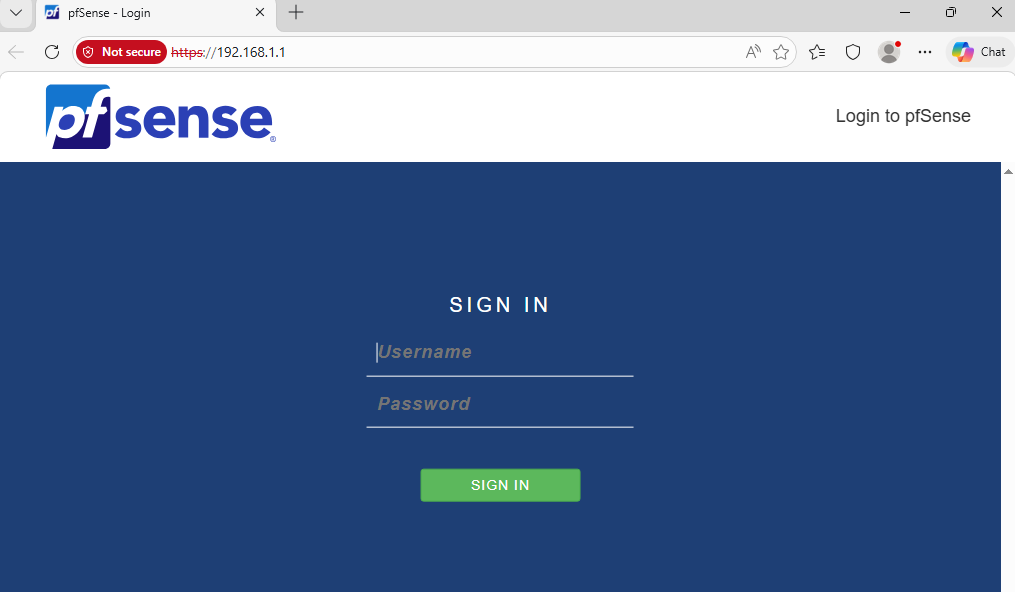 pfSense - Login
Not secure https://192.168.1.1
Chat
pfsense®
Login to pfSense
SIGN IN
Username
Password
SIGN IN